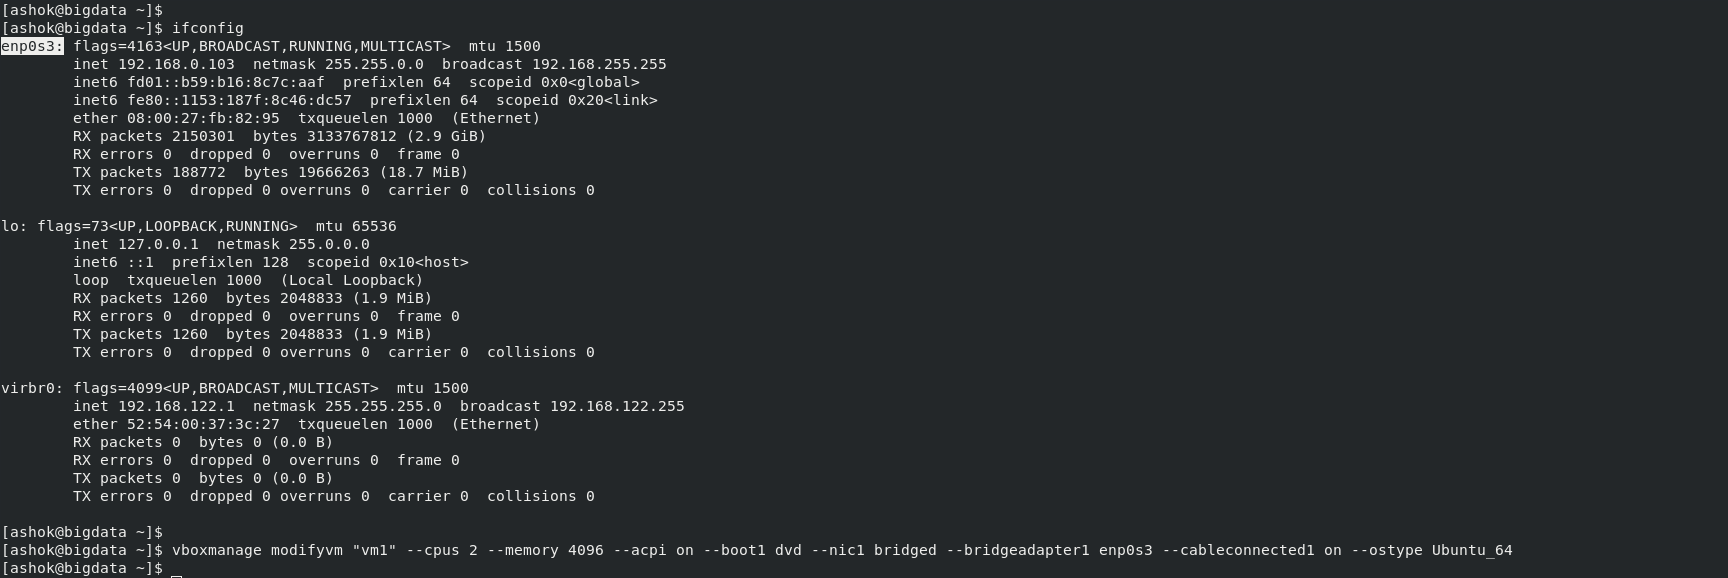 [ashok@bigdata ~]$
[ashok@bigdata ~]$ ifconfig
enp0s3: flags=4163<UP,BROADCAST,RUNNING,MULTICAST>  mtu 1500
        inet 192.168.0.103  netmask 255.255.0.0  broadcast 192.168.255.255
        inet6 fd01::b59:b16:8c7c:aaf  prefixlen 64  scopeid 0x0<global>
        inet6 fe80::1153:187f:8c46:dc57  prefixlen 64  scopeid 0x20<link>
        ether 08:00:27:fb:82:95  txqueuelen 1000  (Ethernet)
        RX packets 2150301  bytes 3133767812 (2.9 GiB)
        RX errors 0  dropped 0  overruns 0  frame 0
        TX packets 188772  bytes 19666263 (18.7 MiB)
        TX errors 0  dropped 0 overruns 0  carrier 0  collisions 0

lo: flags=73<UP,LOOPBACK,RUNNING>  mtu 65536
        inet 127.0.0.1  netmask 255.0.0.0
        inet6 ::1  prefixlen 128  scopeid 0x10<host>
        loop  txqueuelen 1000  (Local Loopback)
        RX packets 1260  bytes 2048833 (1.9 MiB)
        RX errors 0  dropped 0  overruns 0  frame 0
        TX packets 1260  bytes 2048833 (1.9 MiB)
        TX errors 0  dropped 0 overruns 0  carrier 0  collisions 0

virbr0: flags=4099<UP,BROADCAST,MULTICAST>  mtu 1500
        inet 192.168.122.1  netmask 255.255.255.0  broadcast 192.168.122.255
        ether 52:54:00:37:3c:27  txqueuelen 1000  (Ethernet)
        RX packets 0  bytes 0 (0.0 B)
        RX errors 0  dropped 0  overruns 0  frame 0
        TX packets 0  bytes 0 (0.0 B)
        TX errors 0  dropped 0 overruns 0  carrier 0  collisions 0

[ashok@bigdata ~]$
[ashok@bigdata ~]$ vboxmanage modifyvm "vm1" --cpus 2 --memory 4096 --acpi on --boot1 dvd --nic1 bridged --bridgeadapter1 enp0s3 --cableconnected1 on --ostype Ubuntu_64
[ashok@bigdata ~]$